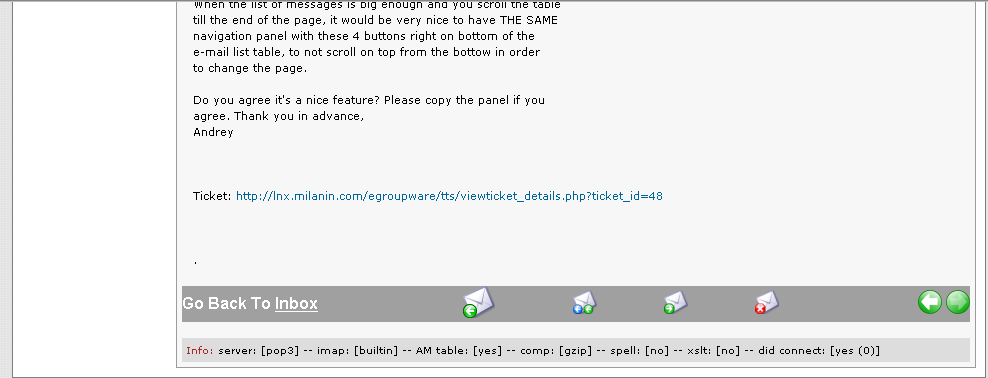 When the list of messages is big enough and you scroll the table
till the end of the page, it would be very nice to have THE SAME
navigation panel with these 4 buttons right on bottom of the
e-mail list table, to not scroll on top from the bottow in order
to change the page.
Do you agree it's a nice feature? Please copy the panel if you
agree. Thank you in advance,
Andrey
Ticket: http://lnx.milanin.com/egroupware/tts/viewticket_details.php?ticket_id=48
.
Go Back To Inbox
Info: server: [pop3] -- imap: [builtin] -- AM table: [yes] -- comp: [gzip] -- spell: [no] -- xslt: [no] -- did connect: [yes (0)]